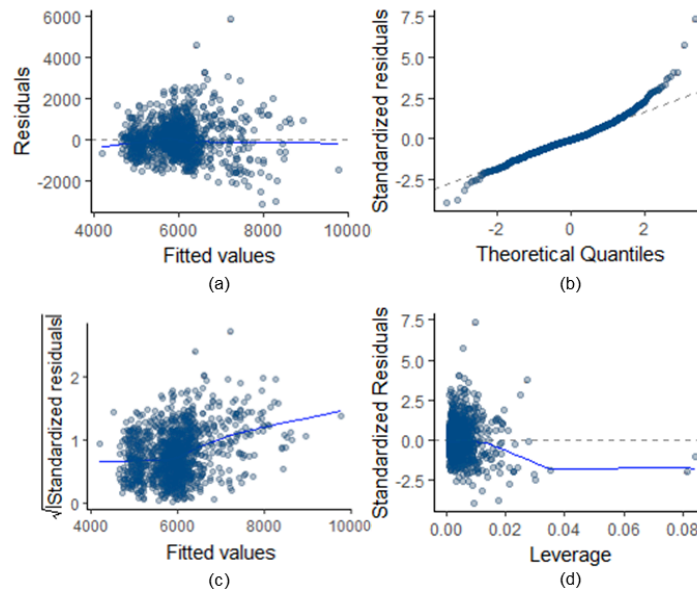 6000
4000
2000
0
-2000
Residuals
4000
6000
8000
10000
Fitted values
(a)
7.5
5.0
2.5
0.0
-2.5
Standardized residuals
-2
0
2
Theoretical Quantiles
(b)
2
1
0
√|Standardized residuals|
4000
6000
8000
10000
Fitted values
(c)
7.5
5.0
2.5
0.0
-2.5
Standardized Residuals
0.00
0.02
0.04
0.06
0.08
Leverage
(d)